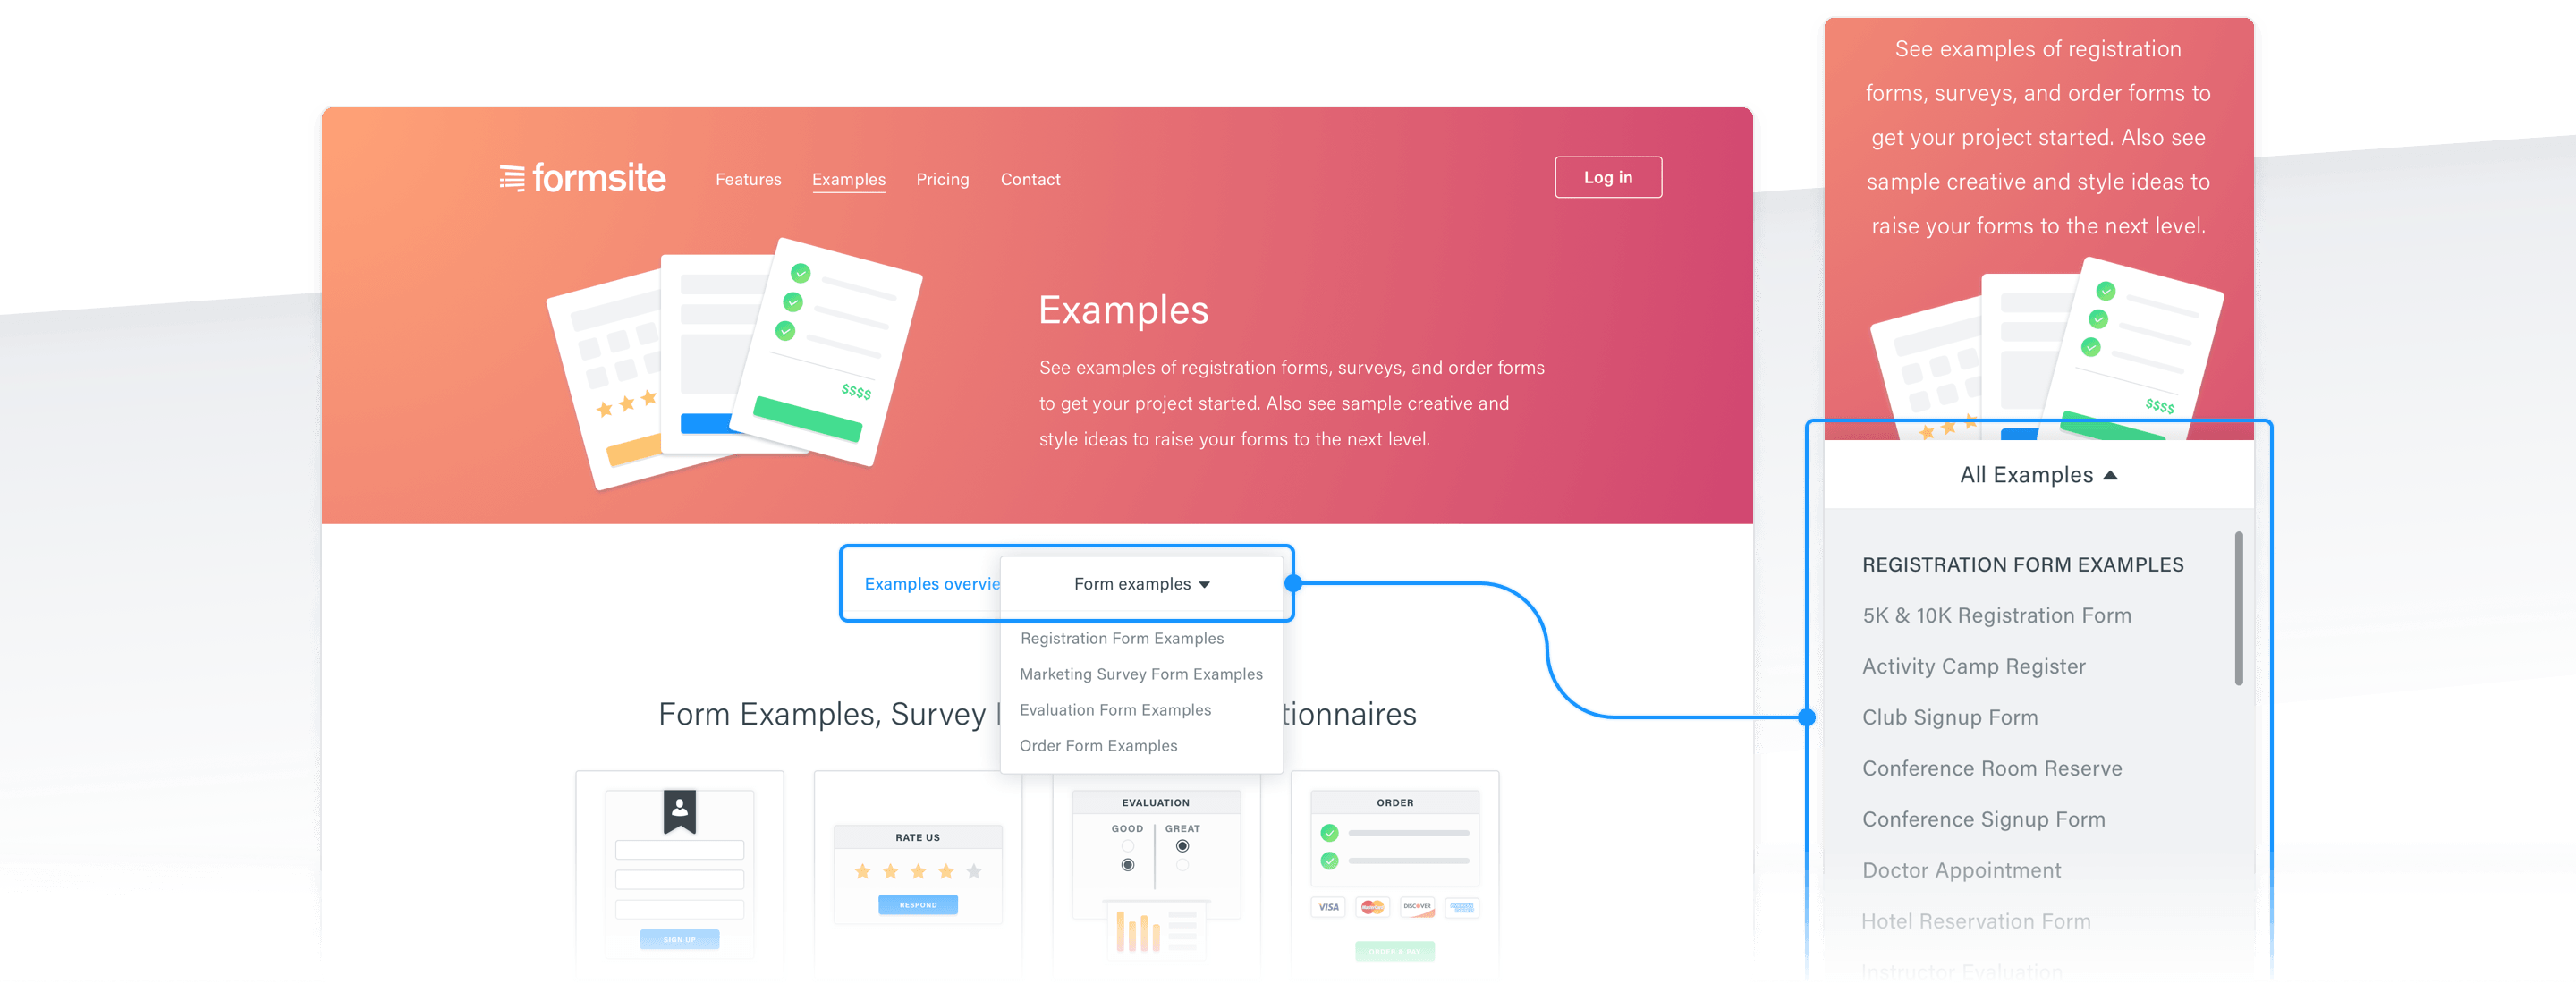 formsite
Features Examples Pricing Contact
Log in
$$$$
Examples
See examples of registration forms, surveys, and order forms
to get your project started. Also see sample creative and
style ideas to raise your forms to the next level.
Examples overvie
Form examples
Registration Form Examples
Marketing Survey Form Examples
Evaluation Form Examples
Order Form Examples
Form Examples, Survey tionnaires
SIGN UP
RATE US
RESPOND
EVALUATION
GOOD GREAT
ORDER
VISA DISCOVER
ORDER & PAY
See examples of registration
forms, surveys, and order forms to
get your project started. Also see
sample creative and style ideas to
raise your forms to the next level.
$$$$
All Examples
REGISTRATION FORM EXAMPLES
5K & 10K Registration Form
Activity Camp Register
Club Signup Form
Conference Room Reserve
Conference Signup Form
Doctor Appointment
Hotel Reservation Form
Instructor Evaluation